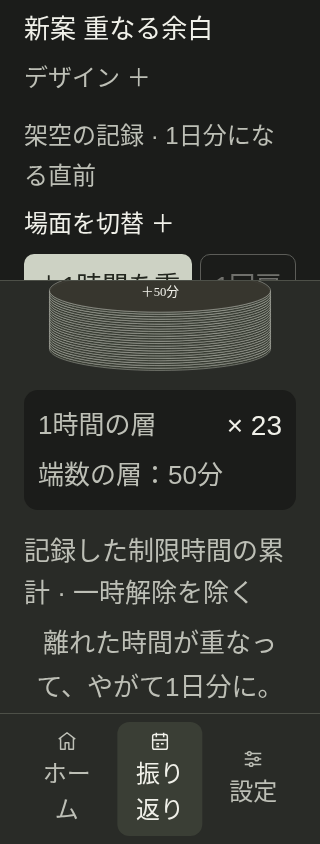 新案 重なる余白
デザイン ＋
架空の記録 · 1日分にな
る直前
場面を切替 ＋
＋50分
1時間の層 × 23
端数の層：50分
記録した制限時間の累
計 · 一時解除を除く
離れた時間が重なっ
て、やがて1日分に。
ホー
ム
振り
返り
設定